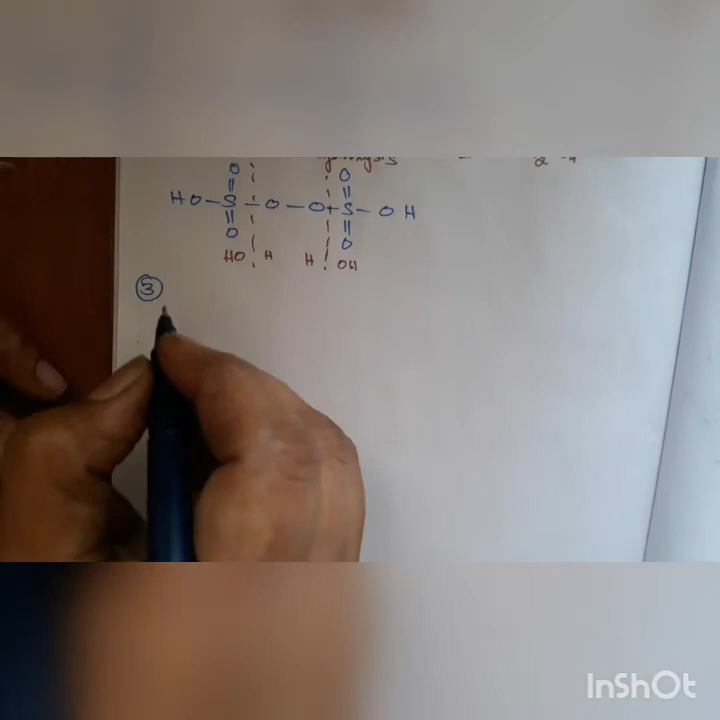 O O
HO-S-O-O-S-OH
O O
HO H H OH
③
InShOt